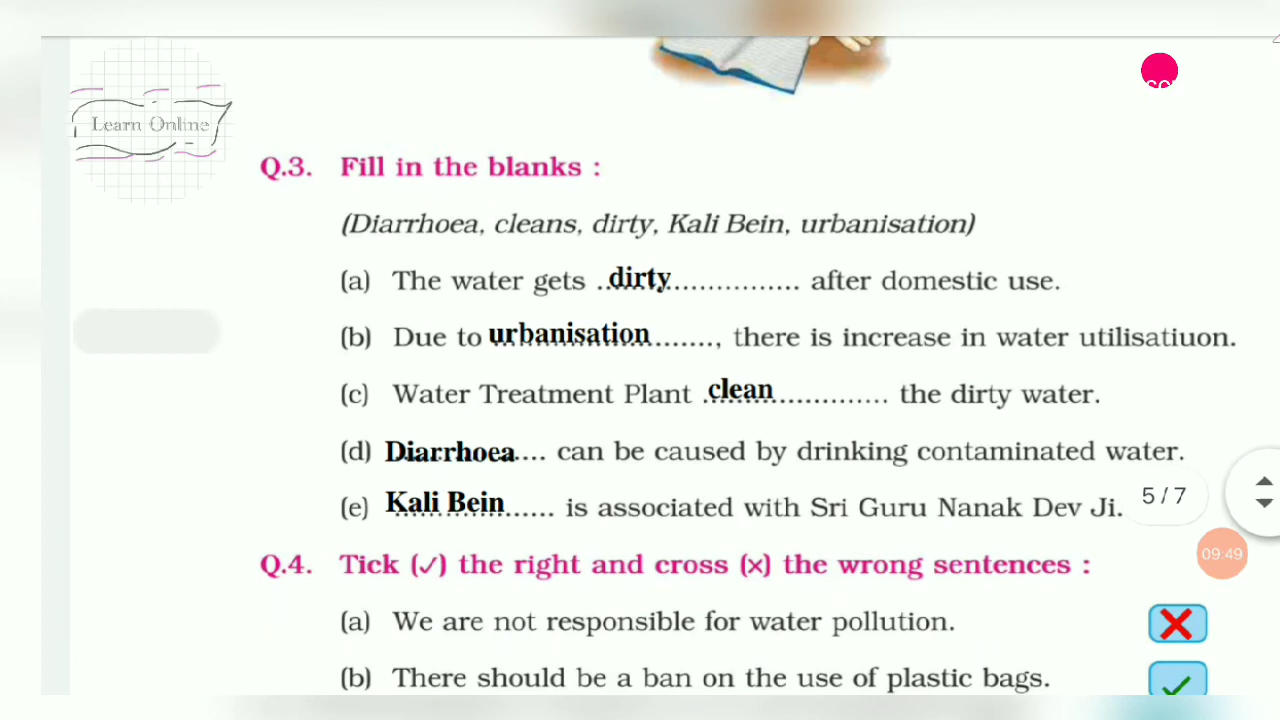 Learn Online
Q.3. Fill in the blanks :
(Diarrhoea, cleans, dirty, Kali Bein, urbanisation)
(a) The water gets ..dirty................ after domestic use.
(b) Due to urbanisation......., there is increase in water utilisatiuon.
(c) Water Treatment Plant .clean................ the dirty water.
(d) Diarrhoea.... can be caused by drinking contaminated water.
(e) Kali Bein...... is associated with Sri Guru Nanak Dev Ji.
5 / 7
09:49
Q.4. Tick (✓) the right and cross (×) the wrong sentences :
(a) We are not responsible for water pollution. ❌
(b) There should be a ban on the use of plastic bags. ✓